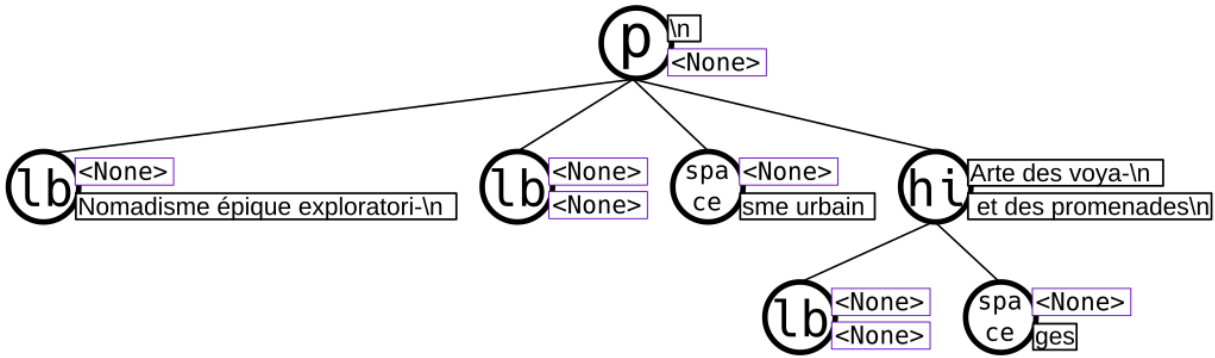 p \n
<None>
lb <None> lb <None> spa <None> hi Arte des voya-\n
Nomadisme épique exploratori-\n <None> ce sme urbain et des promenades\n
lb <None> spa <None>
<None> ce ges